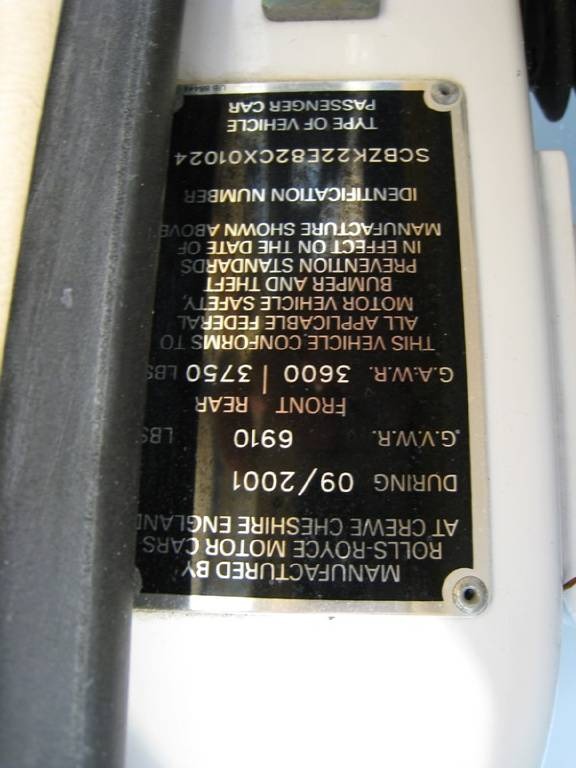 MANUFACTURED BY
ROLLS-ROYCE MOTOR CARS
AT CREWE CHESHIRE ENGLAND
DURING 09/2001
G.V.W.R. 6910 LBS
FRONT REAR
G.A.W.R. 3600 | 3750 LBS
THIS VEHICLE CONFORMS TO
ALL APPLICABLE FEDERAL
MOTOR VEHICLE SAFETY,
BUMPER AND THEFT
PREVENTION STANDARDS
IN EFFECT ON THE DATE OF
MANUFACTURE SHOWN ABOVE
IDENTIFICATION NUMBER
SCBZK22E82CX01024
TYPE OF VEHICLE
PASSENGER CAR